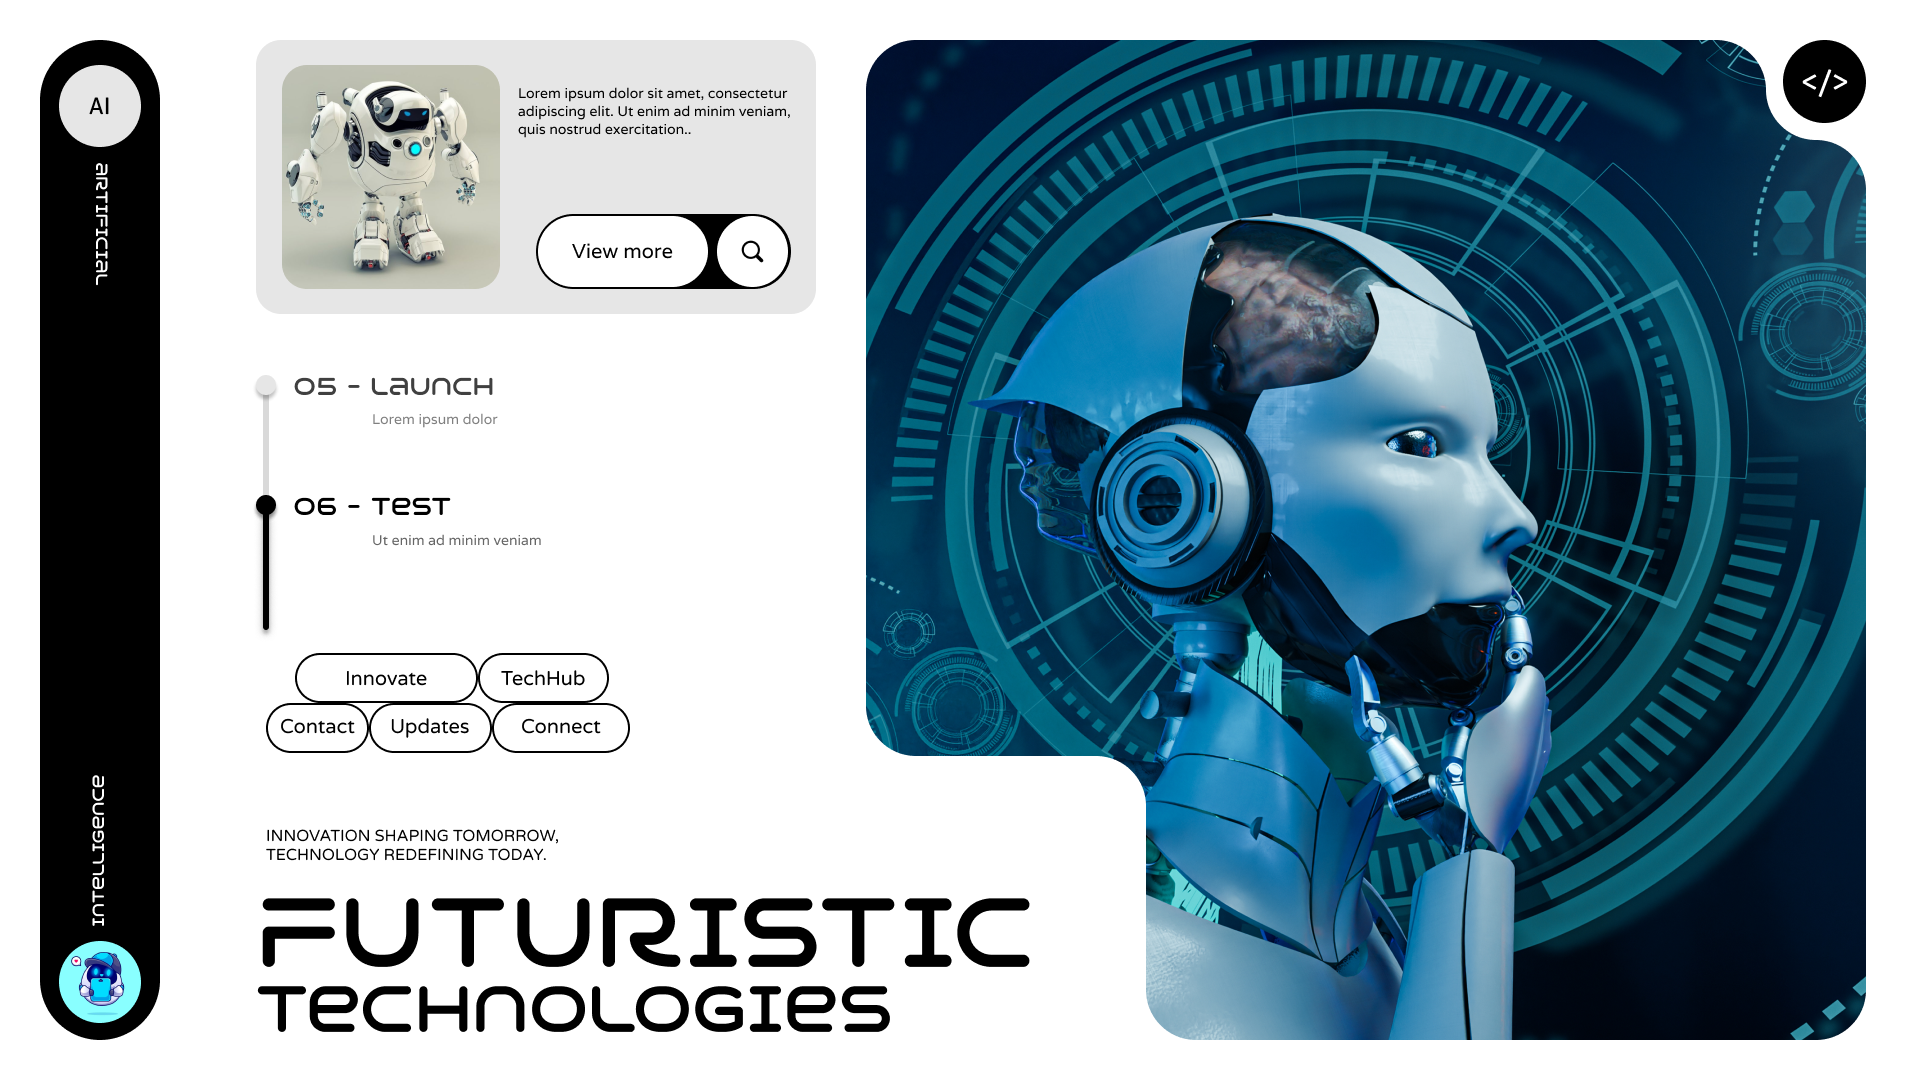 AI
ARTIFICIAL
INTELLIGENCE
Lorem ipsum dolor sit amet, consectetur
adipiscing elit. Ut enim ad minim veniam,
quis nostrud exercitation..
View more
</>
05 - LAUNCH
Lorem ipsum dolor
06 - TEST
Ut enim ad minim veniam
Innovate
TechHub
Contact
Updates
Connect
INNOVATION SHAPING TOMORROW,
TECHNOLOGY REDEFINING TODAY.
FUTURISTIC
TECHNOLOGIES